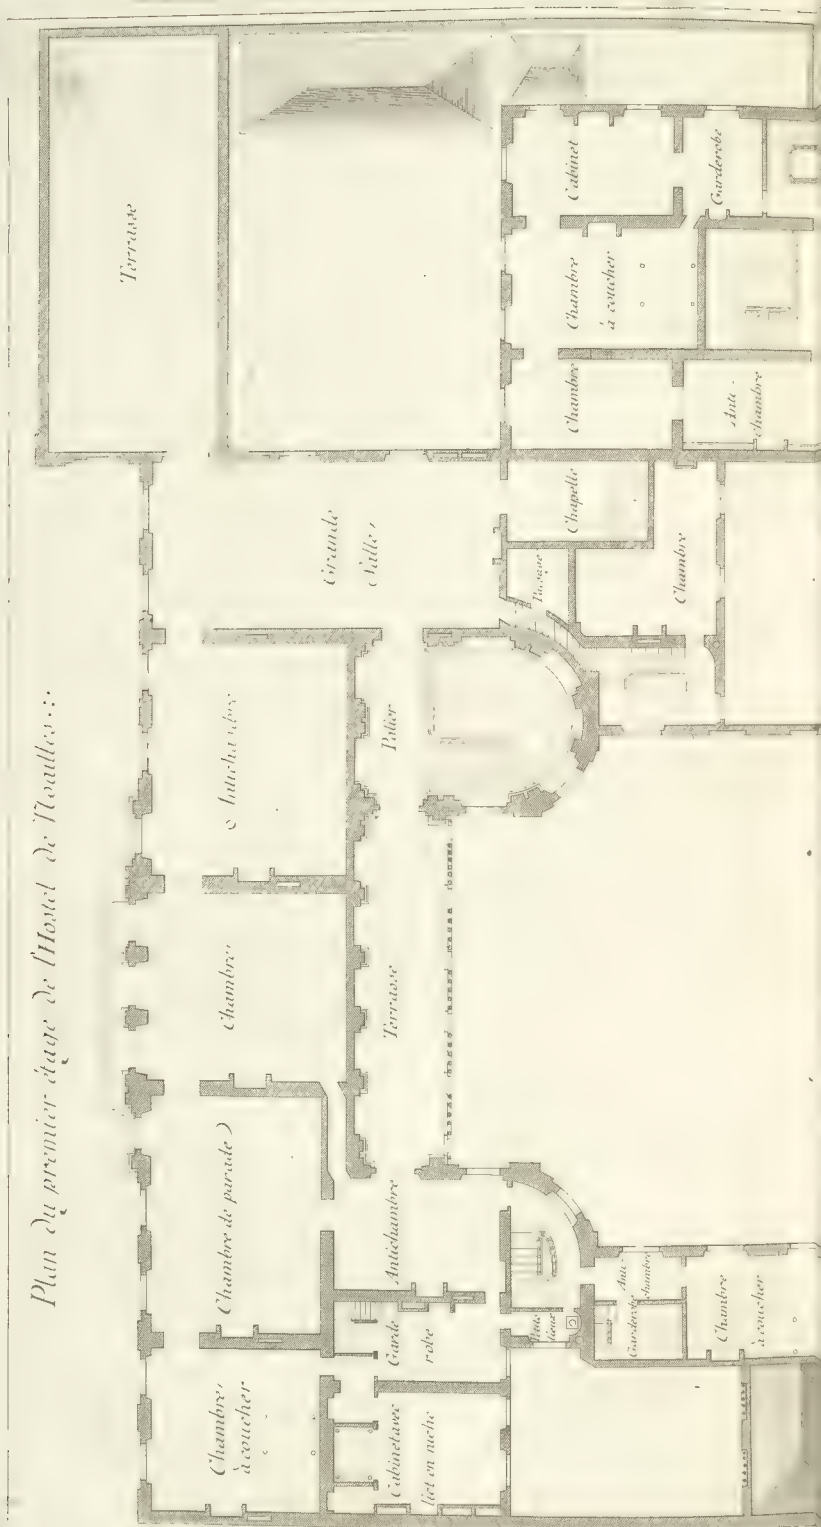 Plan du premier étage de l'Hostel de Noailles.
Terrasse
Cabinet
Garderobe
Chambre
à coucher
Chambre
Anti-
chambre
Grande
Salle
Chapelle
Passage
Chambre
Antichambre
Palier
Chambre
Terrasse
Chambre de parade
Antichambre
Chambre
à coucher
Garde
robe
Cabinet avec
lict en niche
lieux
Anti-
chambre
Garderobe
Chambre
à coucher